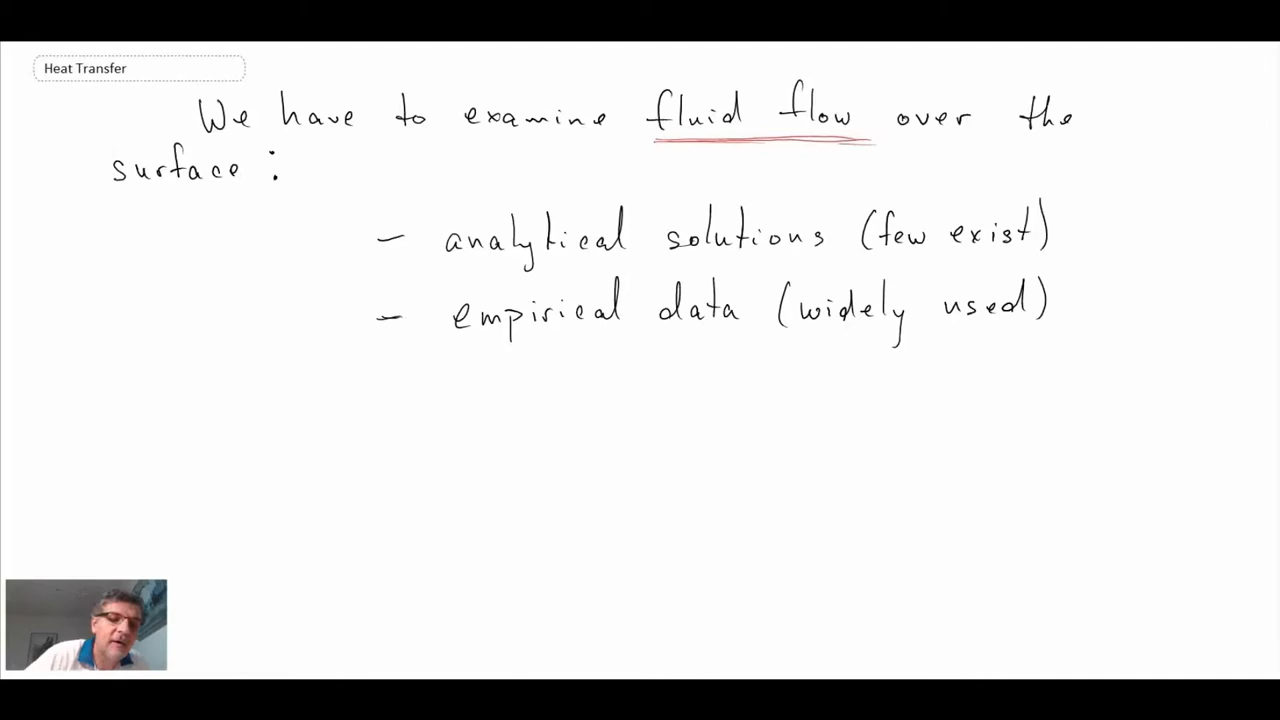 Heat Transfer
We have to examine fluid flow over the
surface :
- analytical solutions (few exist)
- empirical data (widely used)